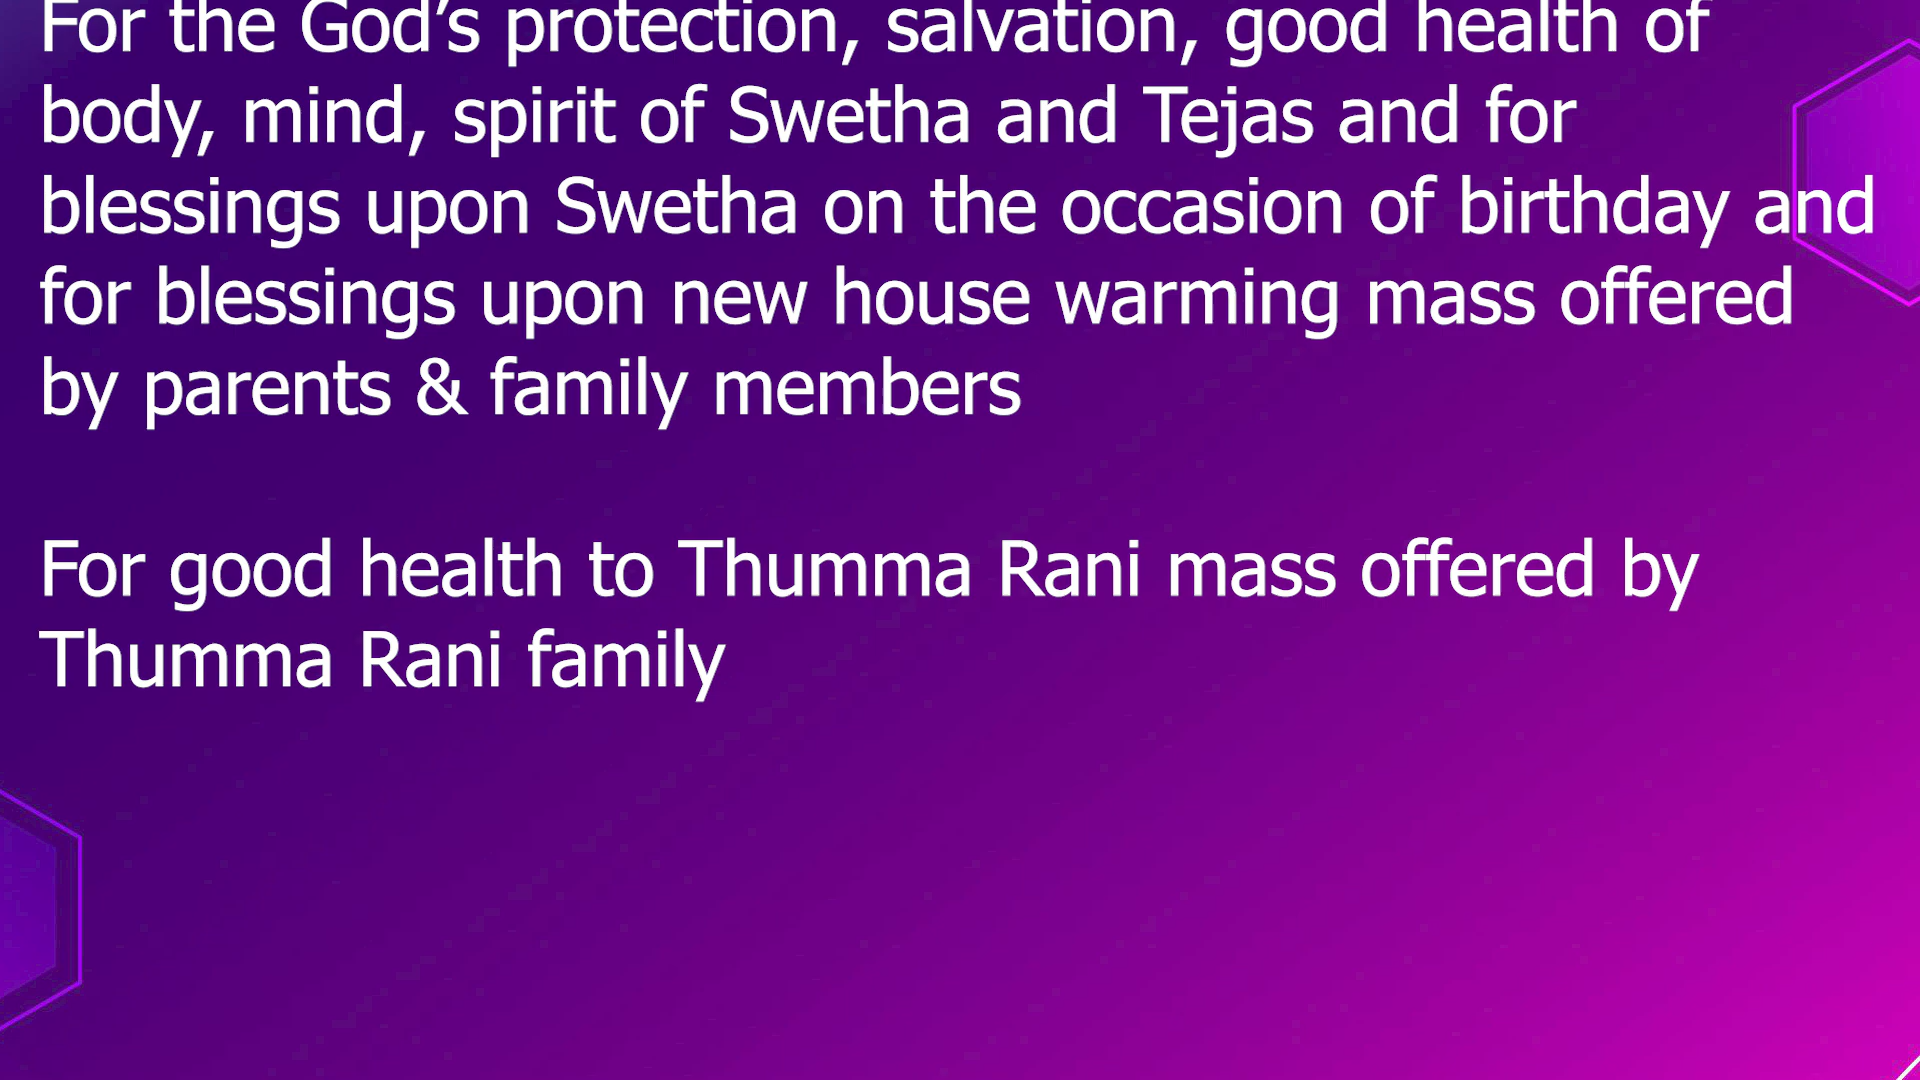 For the God’s protection, salvation, good health of
body, mind, spirit of Swetha and Tejas and for
blessings upon Swetha on the occasion of birthday and
for blessings upon new house warming mass offered
by parents & family members
For good health to Thumma Rani mass offered by
Thumma Rani family